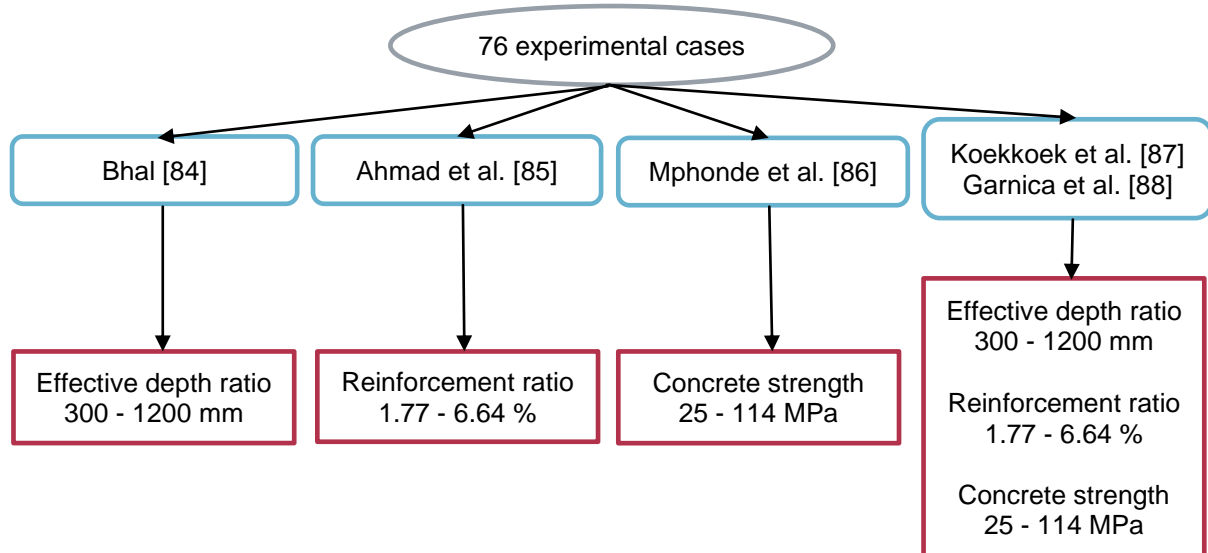 76 experimental cases
Bhal [84]
Ahmad et al. [85]
Mphonde et al. [86]
Koekkoek et al. [87]
Garnica et al. [88]
Effective depth ratio
300 - 1200 mm
Reinforcement ratio
1.77 - 6.64 %
Concrete strength
25 - 114 MPa
Effective depth ratio
300 - 1200 mm
Reinforcement ratio
1.77 - 6.64 %
Concrete strength
25 - 114 MPa